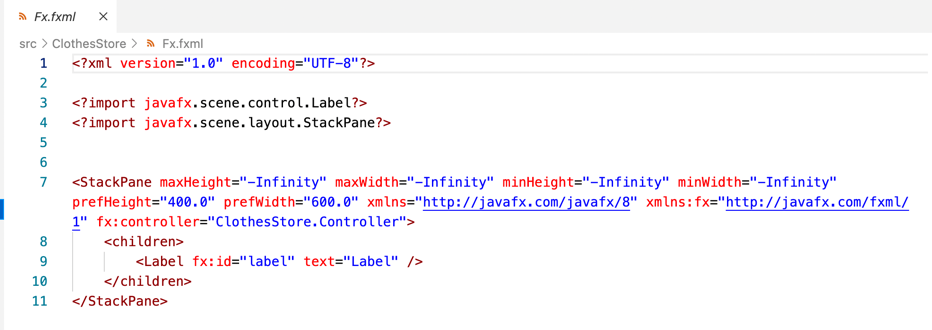 Fx.fxml ×
src > ClothesStore > Fx.fxml
1 <?xml version="1.0" encoding="UTF-8"?>
2
3 <?import javafx.scene.control.Label?>
4 <?import javafx.scene.layout.StackPane?>
5
6
7 <StackPane maxHeight="-Infinity" maxWidth="-Infinity" minHeight="-Infinity" minWidth="-Infinity"
prefHeight="400.0" prefWidth="600.0" xmlns="http://javafx.com/javafx/8" xmlns:fx="http://javafx.com/fxml/
1" fx:controller="ClothesStore.Controller">
8 <children>
9 <Label fx:id="label" text="Label" />
10 </children>
11 </StackPane>